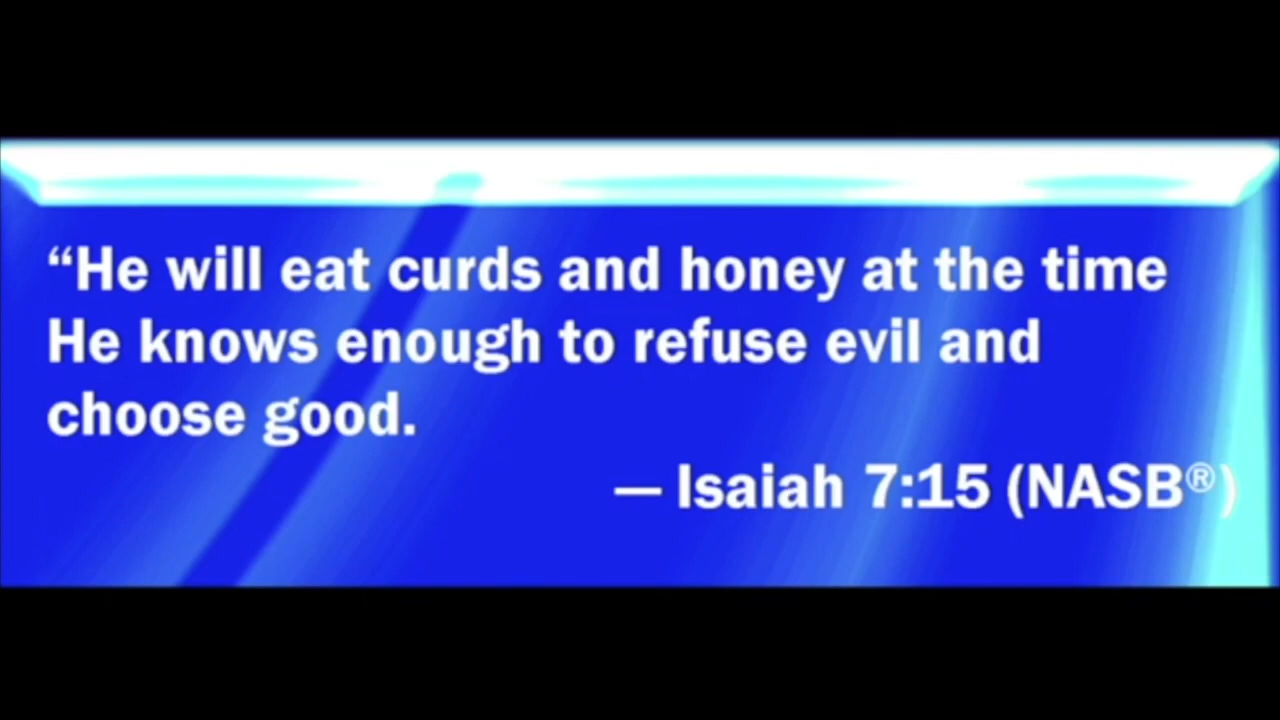 “He will eat curds and honey at the time
He knows enough to refuse evil and
choose good.
— Isaiah 7:15 (NASB®)